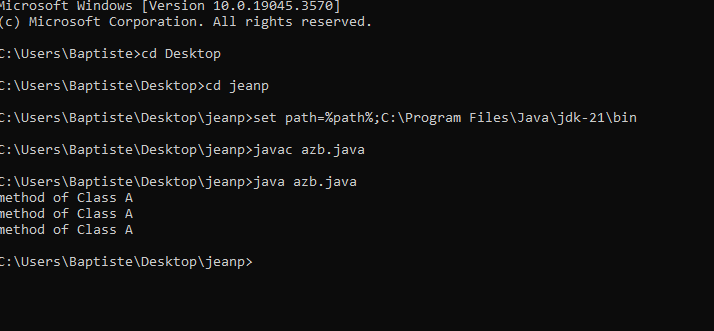 Microsoft Windows [Version 10.0.19045.3570]
(c) Microsoft Corporation. All rights reserved.
C:\Users\Baptiste>cd Desktop
C:\Users\Baptiste\Desktop>cd jeanp
C:\Users\Baptiste\Desktop\jeanp>set path=%path%;C:\Program Files\Java\jdk-21\bin
C:\Users\Baptiste\Desktop\jeanp>javac azb.java
C:\Users\Baptiste\Desktop\jeanp>java azb.java
method of Class A
method of Class A
method of Class A
C:\Users\Baptiste\Desktop\jeanp>